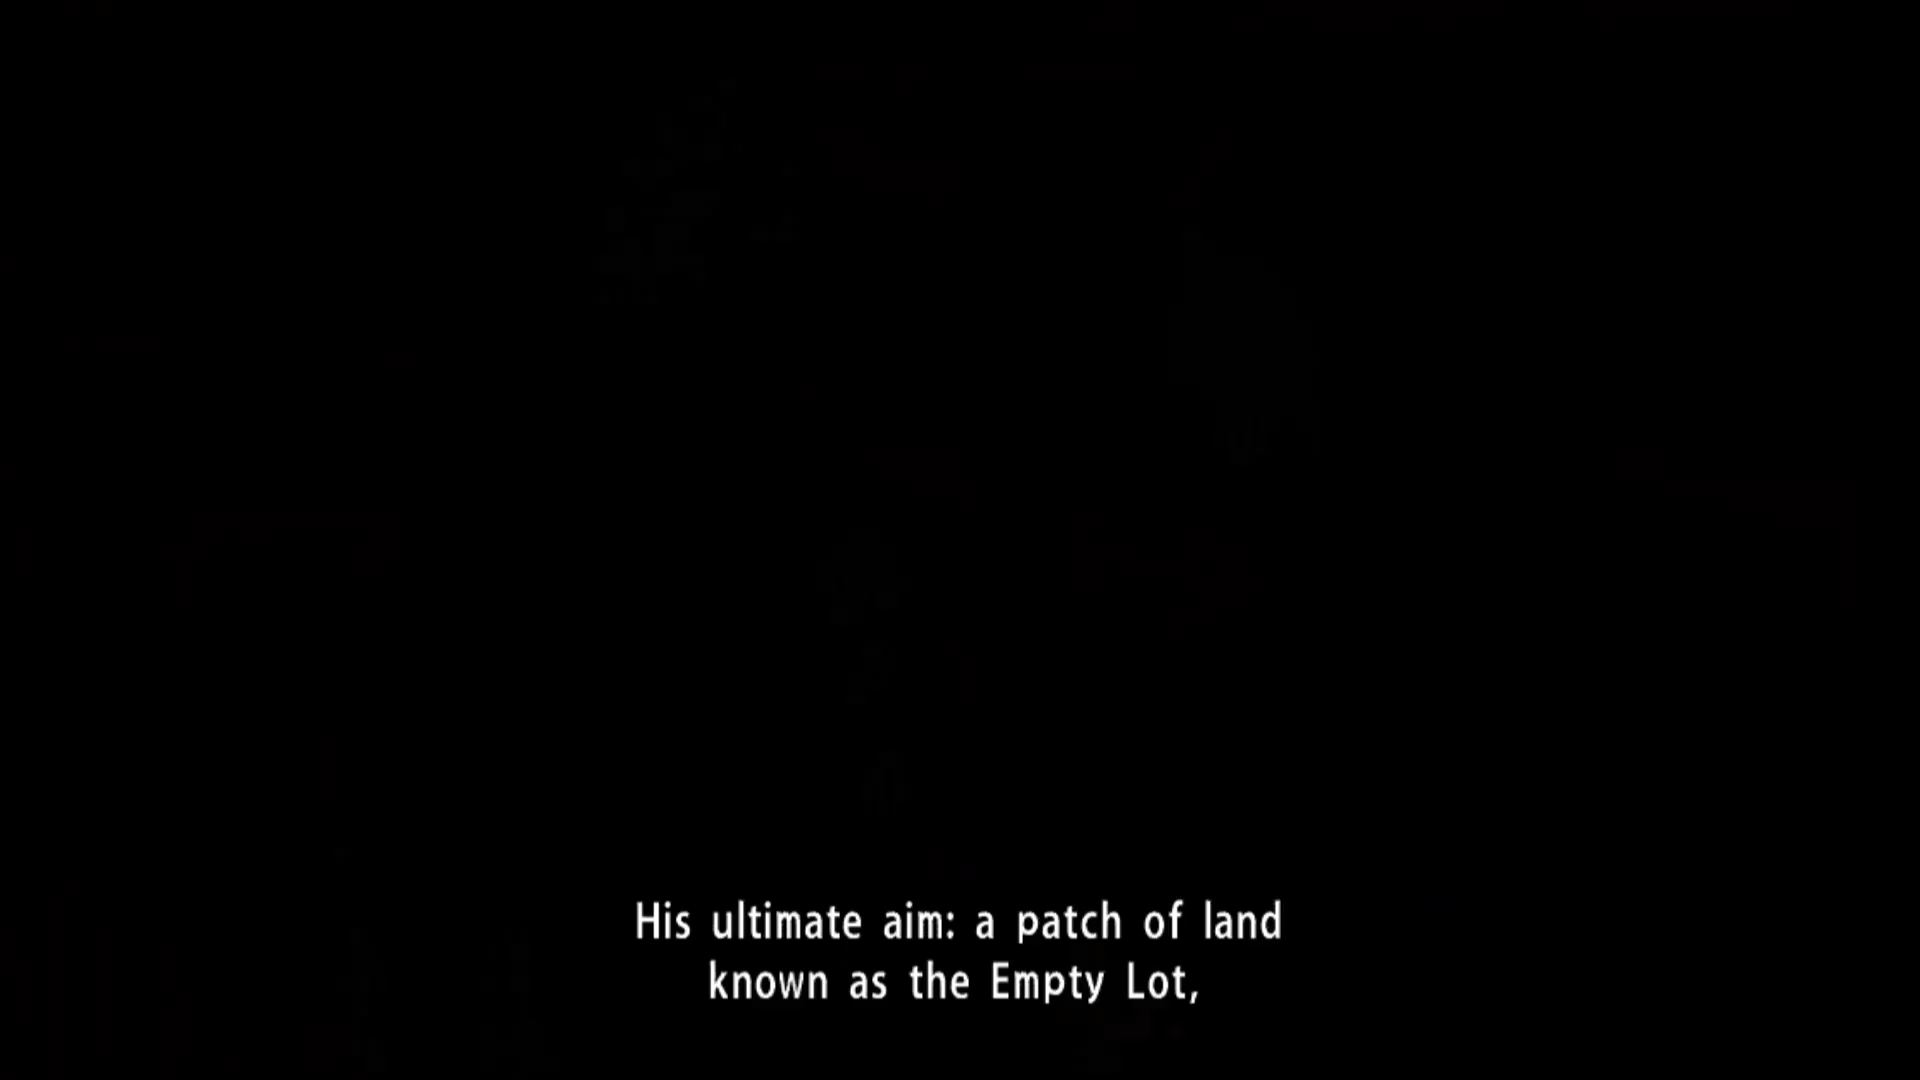 His ultimate aim: a patch of land
known as the Empty Lot,